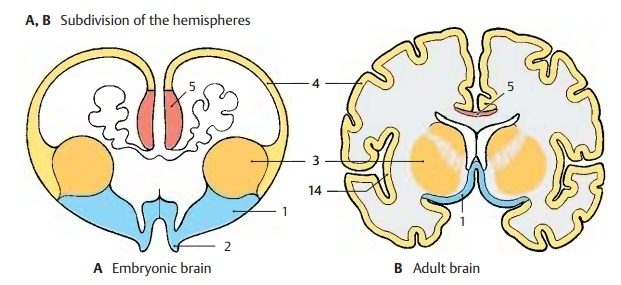 A, B Subdivision of the hemispheres
5
5
4
3
14
1
1
2
A Embryonic brain
B Adult brain